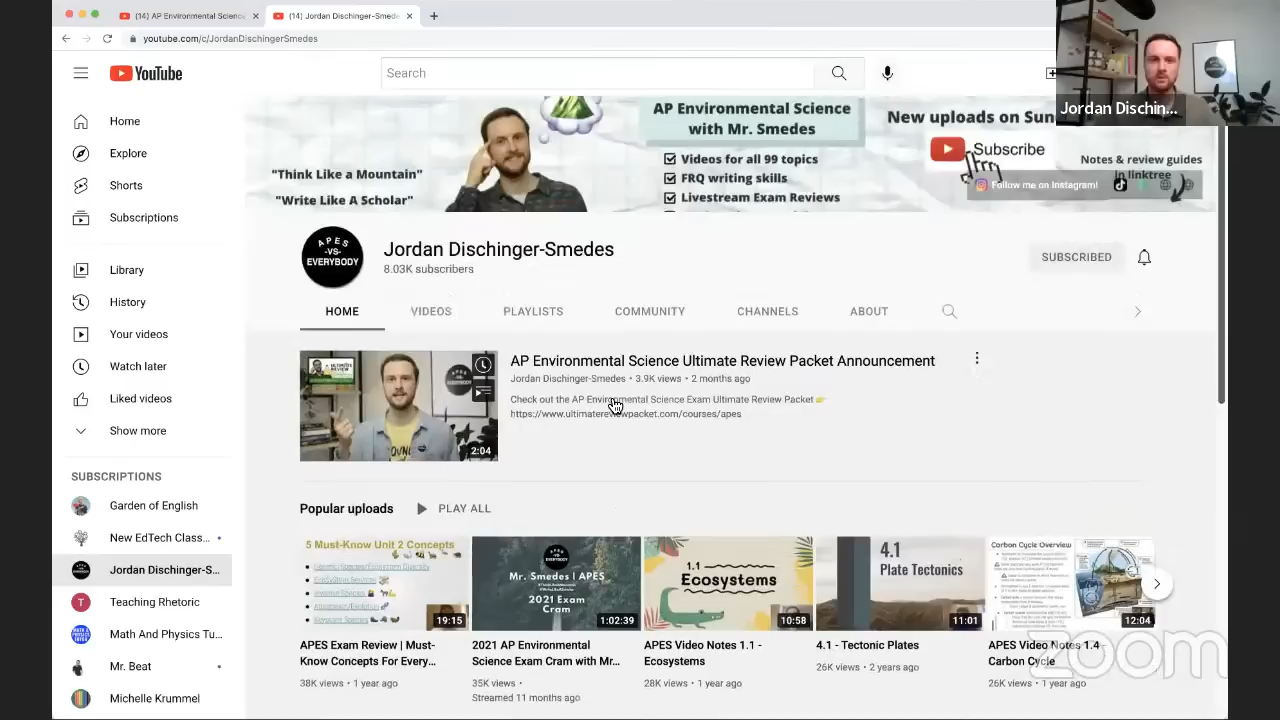 (14) AP Environmental Science
(14) Jordan Dischinger-Smede
youtube.com/c/JordanDischingerSmedes
Jordan Dischin...
YouTube
Search
Home
Explore
Shorts
Subscriptions
Library
History
Your videos
Watch later
Liked videos
Show more
SUBSCRIPTIONS
Garden of English
New EdTech Class...
Jordan Dischinger-S...
Teaching Rhetoric
T
Math And Physics Tu...
Mr. Beat
Michelle Krummel
"Think Like a Mountain"
"Write Like A Scholar"
AP Environmental Science
with Mr. Smedes
Videos for all 99 topics
FRQ writing skills
Livestream Exam Reviews
New uploads on Sun
Subscribe
Notes & review guides
in linktree
Follow me on Instagram!
APES
-VS-
EVERYBODY
Jordan Dischinger-Smedes
8.03K subscribers
SUBSCRIBED
HOME
VIDEOS
PLAYLISTS
COMMUNITY
CHANNELS
ABOUT
2:04
AP Environmental Science Ultimate Review Packet Announcement
Jordan Dischinger-Smedes • 3.9K views • 2 months ago
Check out the AP Environmental Science Exam Ultimate Review Packet
https://www.ultimatereviewpacket.com/courses/apes
Popular uploads
PLAY ALL
5 Must-Know Unit 2 Concepts
19:15
APES Exam Review | Must-
Know Concepts For Every...
38K views • 1 year ago
Mr. Smedes | APES
2021 Exam
Cram
1:02:39
2021 AP Environmental
Science Exam Cram with Mr...
35K views •
Streamed 11 months ago
1.1
Ecosystems
10:58
APES Video Notes 1.1 -
Ecosystems
28K views • 1 year ago
4.1
Plate Tectonics
11:01
4.1 - Tectonic Plates
26K views • 2 years ago
Carbon Cycle Overview
12:04
APES Video Notes 1.4 -
Carbon Cycle
26K views • 1 year ago
zoom